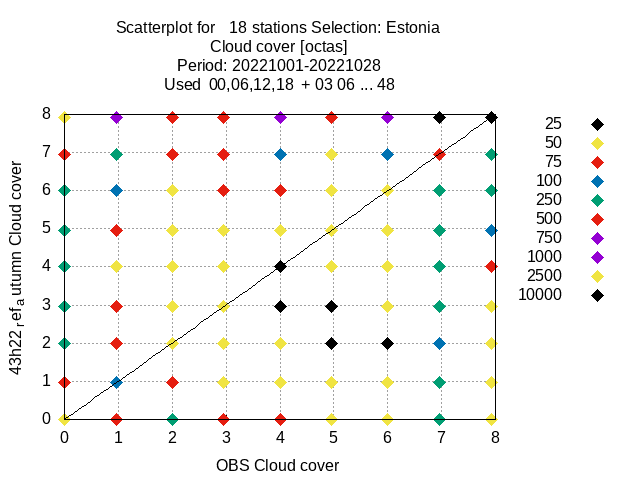 Scatterplot for 18 stations Selection: Estonia
Cloud cover [octas]
Period: 20221001-20221028
Used 00,06,12,18 + 03 06 ... 48
8
7
6
5
4
3
2
1
0
0 1 2 3 4 5 6 7 8
43h22_ref_autumn Cloud cover
OBS Cloud cover
25
50
75
100
250
500
750
1000
2500
10000